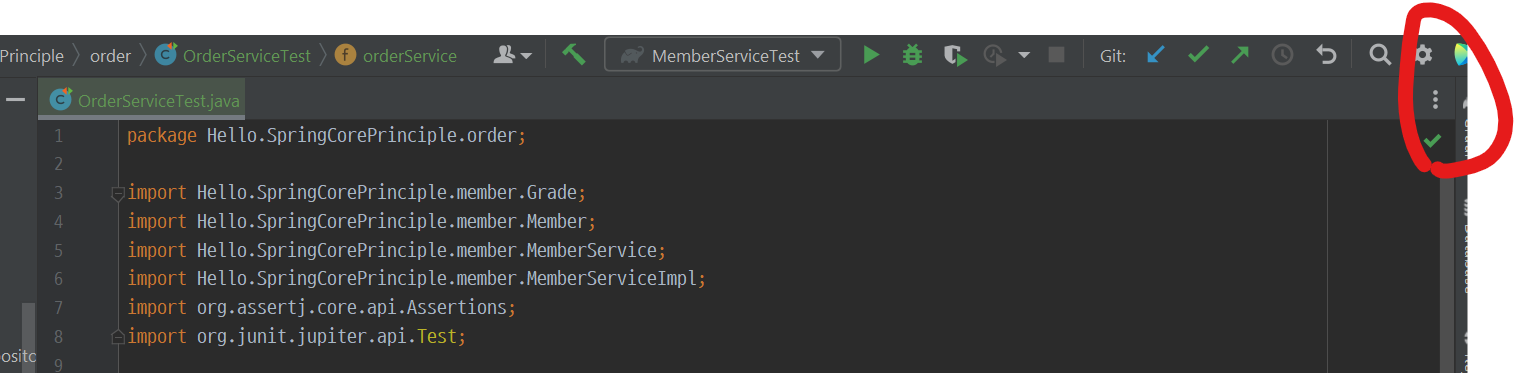 Principle order OrderServiceTest orderService MemberServiceTest Git:
OrderServiceTest.java
1 package Hello.SpringCorePrinciple.order;
2
3 import Hello.SpringCorePrinciple.member.Grade;
4 import Hello.SpringCorePrinciple.member.Member;
5 import Hello.SpringCorePrinciple.member.MemberService;
6 import Hello.SpringCorePrinciple.member.MemberServiceImpl;
7 import org.assertj.core.api.Assertions;
8 import org.junit.jupiter.api.Test;
9